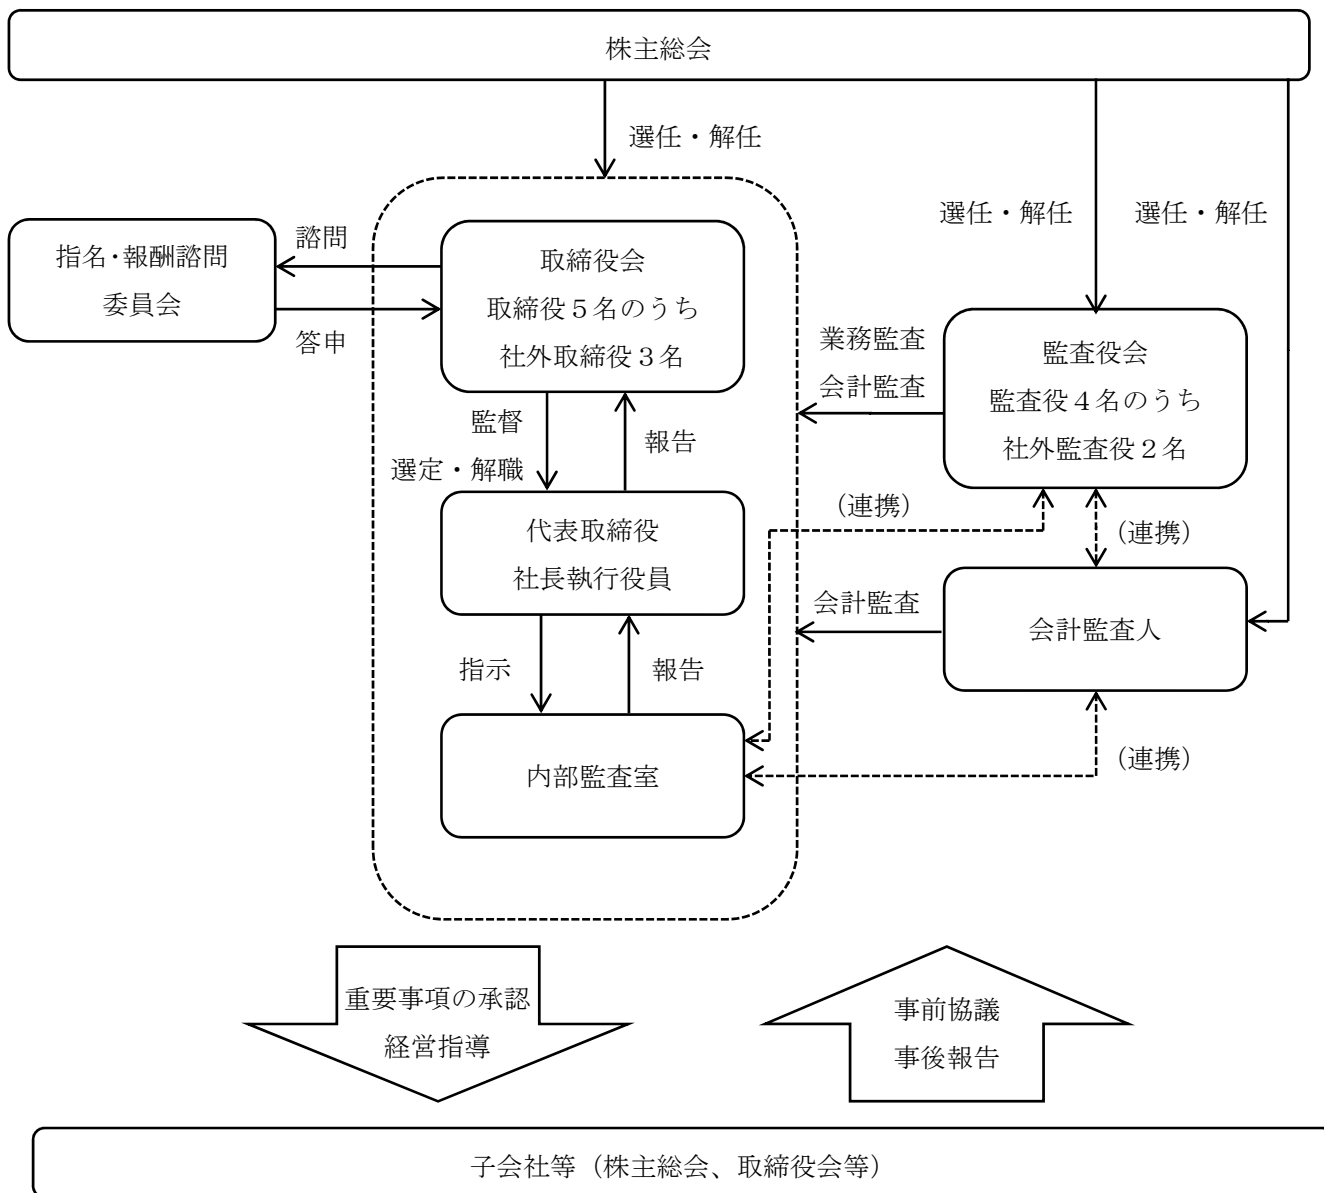 株主総会
選任・解任
選任・解任
選任・解任
指名・報酬諮問
委員会
諮問
答申
取締役会
取締役５名のうち
社外取締役３名
業務監査
会計監査
監査役会
監査役４名のうち
社外監査役２名
監督
選定・解職
報告
代表取締役
社長執行役員
（連携）
（連携）
会計監査
会計監査人
指示
報告
内部監査室
（連携）
重要事項の承認
経営指導
事前協議
事後報告
子会社等（株主総会、取締役会等）